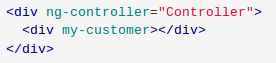 <div ng-controller="Controller">
  <div my-customer></div>
</div>